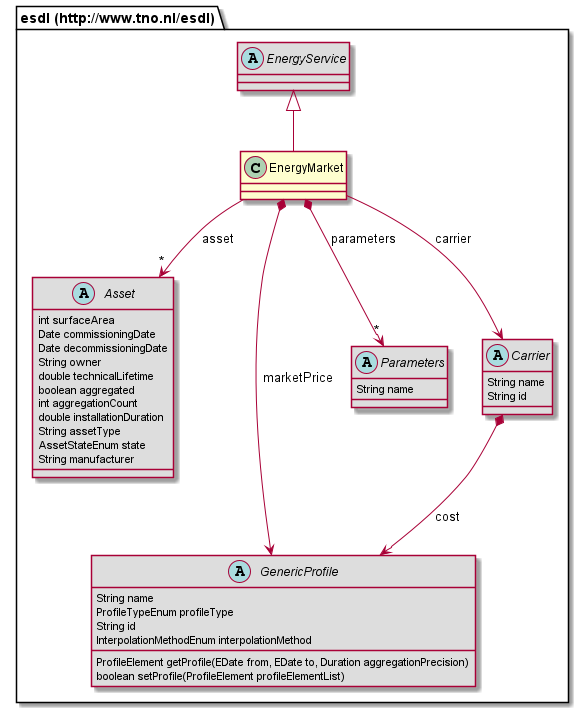 esdl (http://www.tno.nl/esdl)
A EnergyService
C EnergyMarket
asset
parameters
carrier
*
A Asset
int surfaceArea
Date commissioningDate
Date decommissioningDate
String owner
double technicalLifetime
boolean aggregated
int aggregationCount
double installationDuration
String assetType
AssetStateEnum state
String manufacturer
marketPrice
*
A Parameters
String name
A Carrier
String name
String id
cost
A GenericProfile
String name
ProfileTypeEnum profileType
String id
InterpolationMethodEnum interpolationMethod
ProfileElement getProfile(EDate from, EDate to, Duration aggregationPrecision)
boolean setProfile(ProfileElement profileElementList)